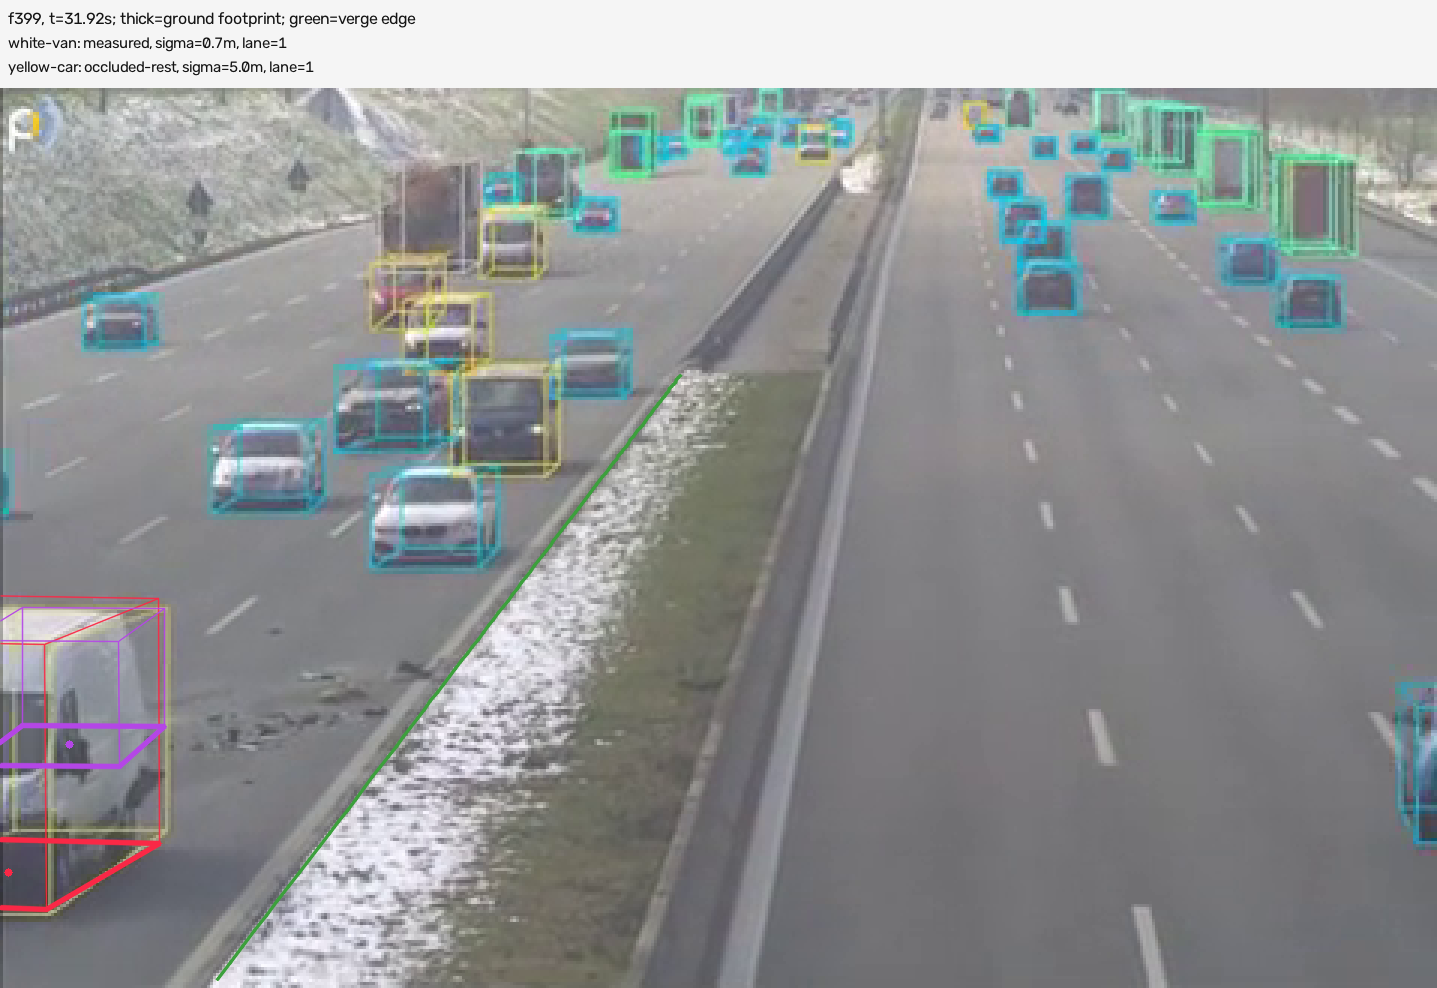 f399, t=31.92s; thick=ground footprint; green=verge edge
white-van: measured, sigma=0.7m, lane=1
yellow-car: occluded-rest, sigma=5.0m, lane=1